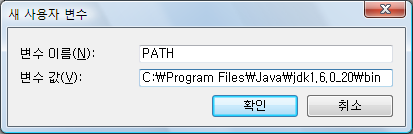 새 사용자 변수
변수 이름(N): PATH
변수 값(V): C:₩Program Files₩Java₩jdk1,6,0_20₩bin
확인 취소